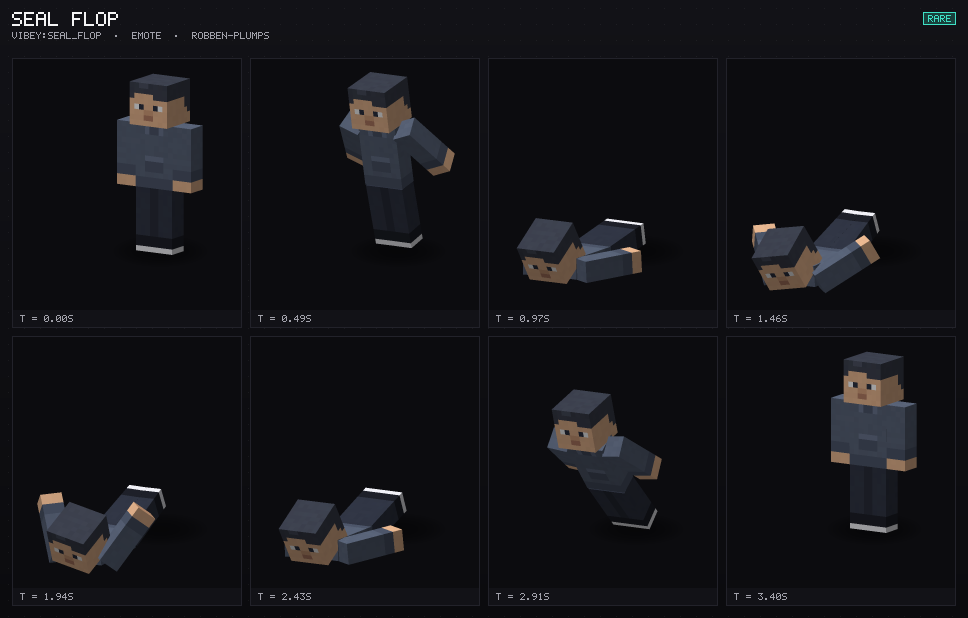 SEAL FLOP
RARE
VIBEY:SEAL_FLOP · EMOTE · ROBBEN-PLUMPS
T = 0.00S
T = 0.49S
T = 0.97S
T = 1.46S
T = 1.94S
T = 2.43S
T = 2.91S
T = 3.40S